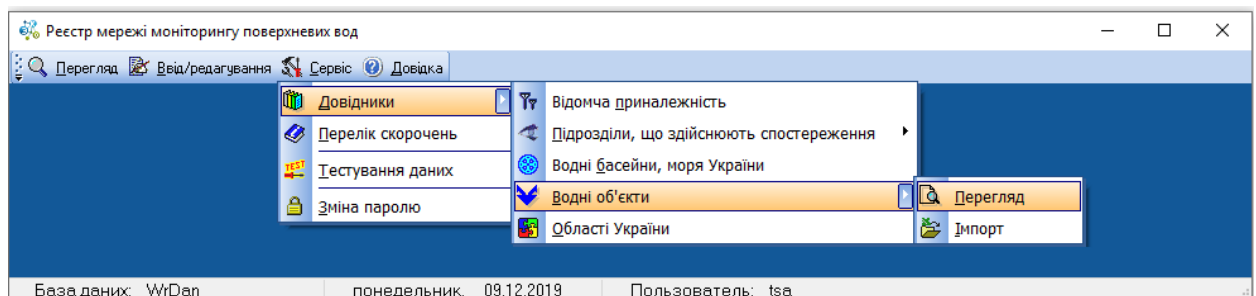 Реєстр мережі моніторингу поверхневих вод
Перегляд Ввід/редагування Сервіс Довідка
Довідники
Перелік скорочень
TEST Тестування даних
Зміна паролю
Відомча приналежність
Підрозділи, що здійснюють спостереження
Водні басейни, моря України
Водні об'єкти
Області України
Перегляд
Імпорт
База даних: WrDan понедельник, 09.12.2019 Пользователь: tsa